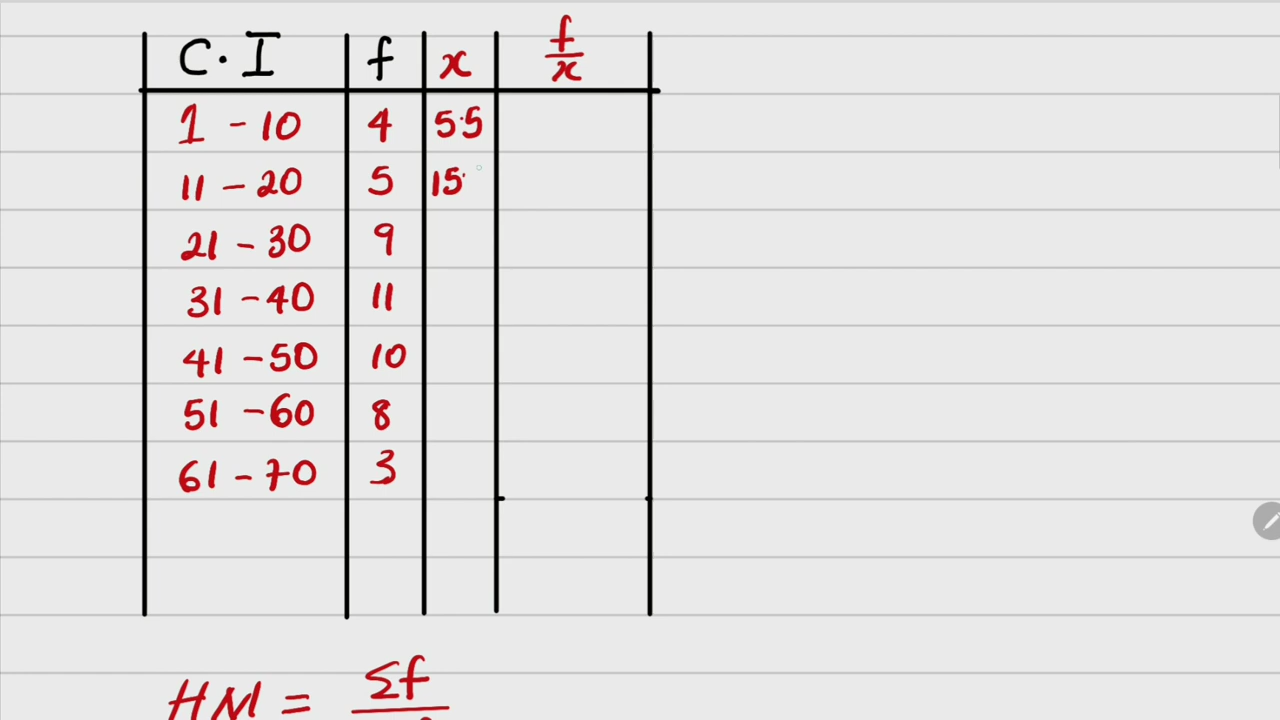 C.I f x f/x
1 - 10 4 5.5
11 - 20 5 15.
21 - 30 9
31 - 40 11
41 - 50 10
51 - 60 8
61 - 70 3
HM = Σf